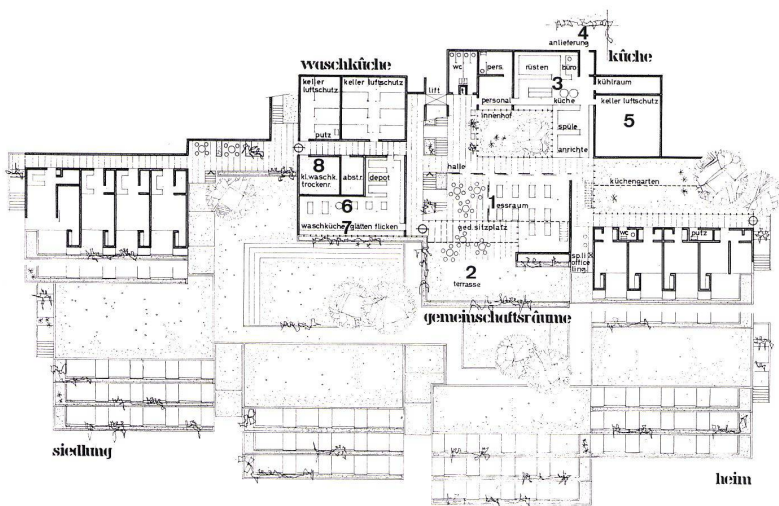 4
anlieferung
küche
waschküche
keller luftschutz
keller luftschutz
wc
pers.
rüsten
büro
3
kühlraum
lift
personal
küche
keller luftschutz
innenhof
5
putz
spüle
halle
anrichte
8
kl. waschk. trockenr.
abstr.
depot
küchengarten
6
1
essraum
waschküche glätten flicken
7
ged. sitzplatz
wc
putz
2
terrasse
office
gemeinschaftsräume
siedlung
heim